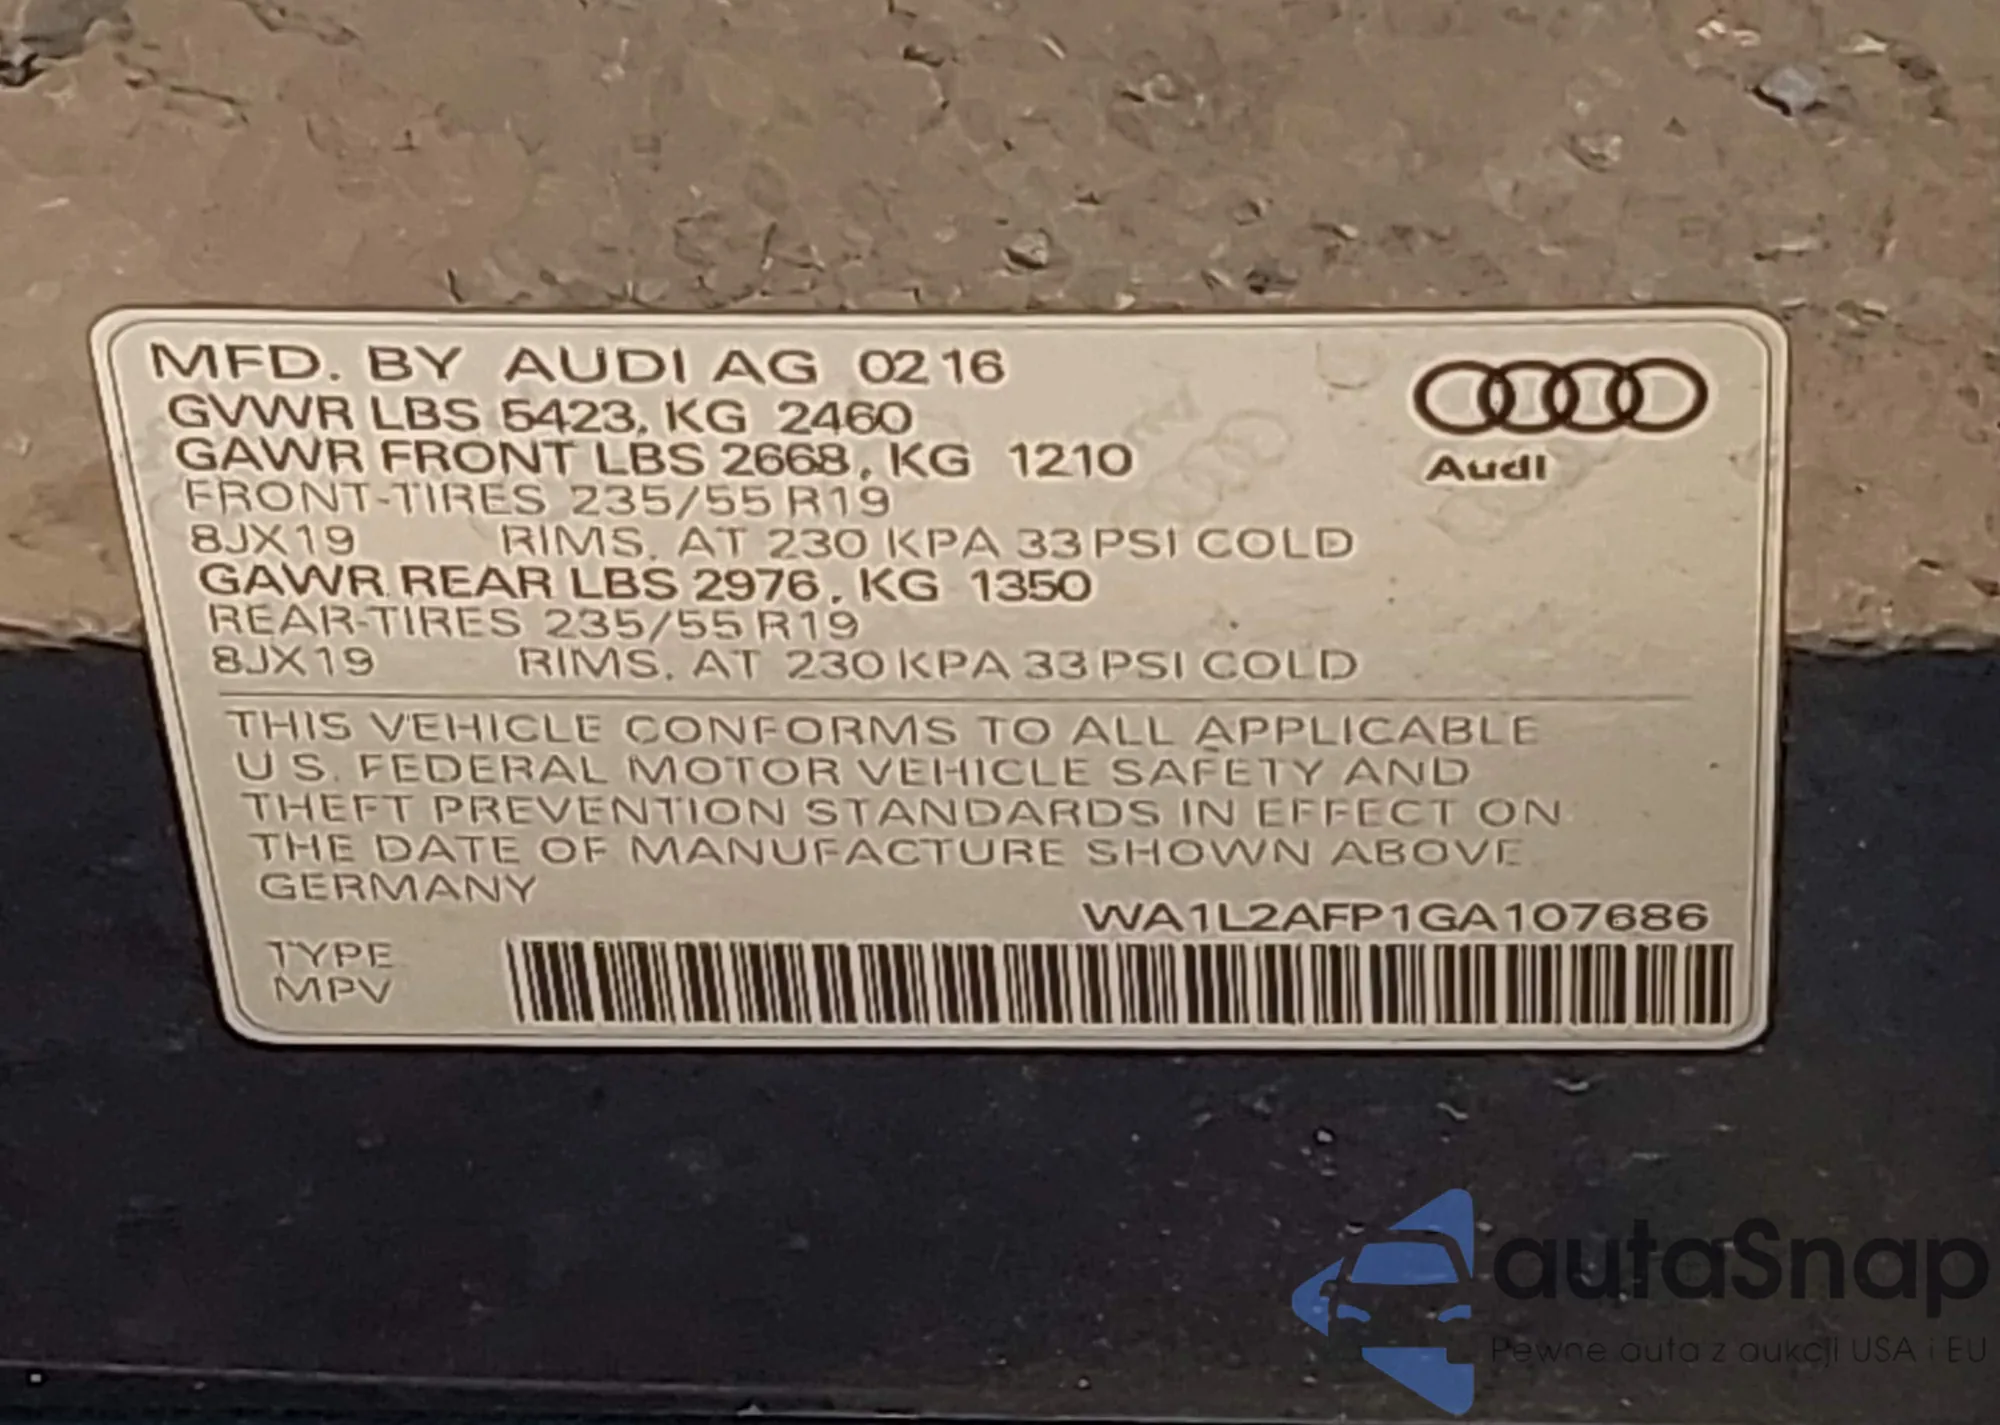 MFD. BY AUDI AG 0216
GVWR LBS 5423, KG 2460
GAWR FRONT LBS 2668, KG 1210
FRONT-TIRES 235/55 R19
8JX19 RIMS. AT 230 KPA 33 PSI COLD
GAWR REAR LBS 2976, KG 1350
REAR-TIRES 235/55 R19
8JX19 RIMS. AT 230 KPA 33 PSI COLD
Audi
THIS VEHICLE CONFORMS TO ALL APPLICABLE
U.S. FEDERAL MOTOR VEHICLE SAFETY AND
THEFT PREVENTION STANDARDS IN EFFECT ON
THE DATE OF MANUFACTURE SHOWN ABOVE
GERMANY
WA1L2AFP1GA107686
TYPE
MPV
autaSnap
Pewne auta z aukcji USA i EU